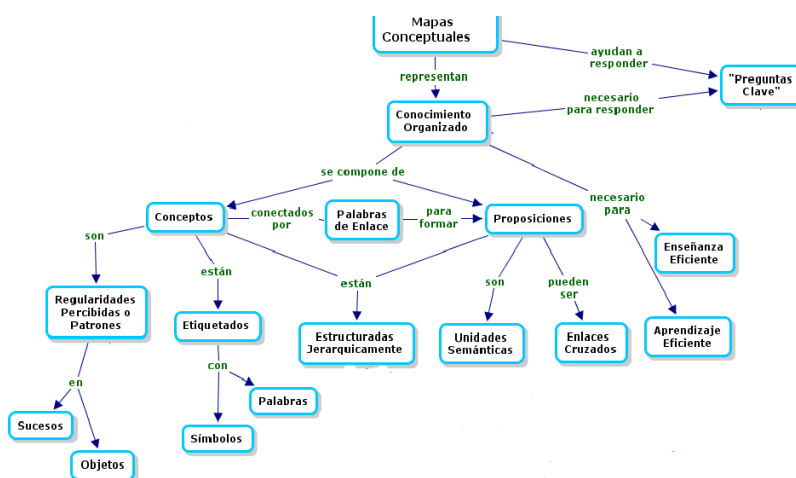 Mapas
Conceptuales
ayudan a
responder
representan
"Preguntas
Clave"
necesario
para responder
Conocimiento
Organizado
se compone de
necesario
para
Conceptos
conectados
por
Palabras
de Enlace
para
formar
Proposiciones
son
Enseñanza
Eficiente
están
están
son
pueden
ser
Regularidades
Percibidas o
Patrones
Etiquetados
Estructuradas
Jerarquicamente
Unidades
Semánticas
Enlaces
Cruzados
Aprendizaje
Eficiente
con
en
Palabras
Sucesos
Símbolos
Objetos